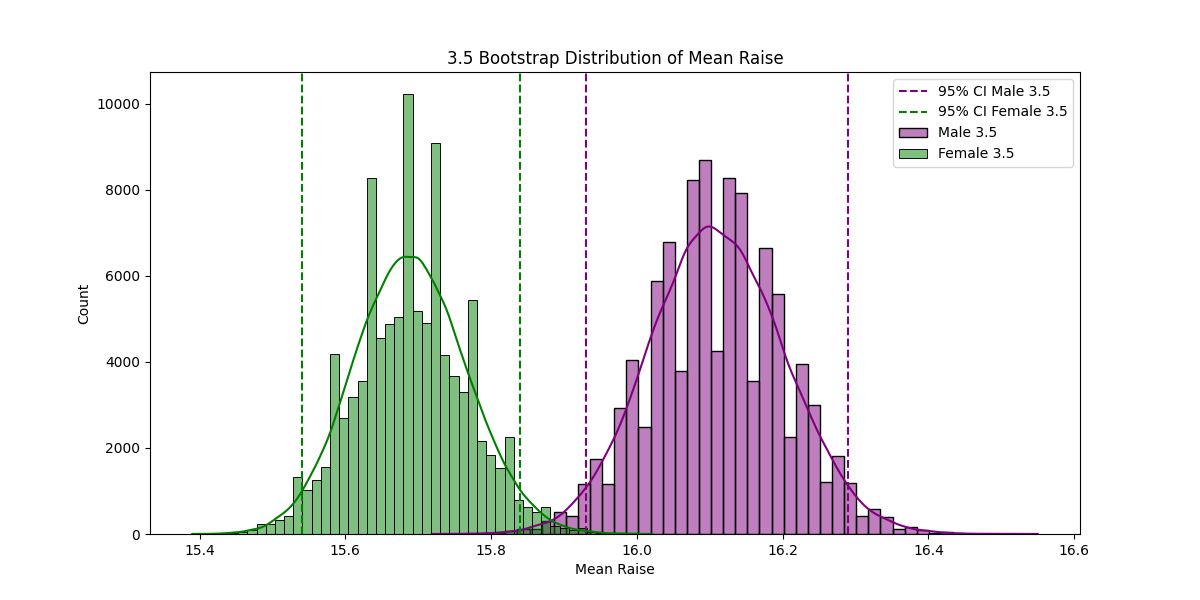 3.5 Bootstrap Distribution of Mean Raise
95% CI Male 3.5
95% CI Female 3.5
Male 3.5
Female 3.5
Count
10000
8000
6000
4000
2000
0
15.4 15.6 15.8 16.0 16.2 16.4 16.6
Mean Raise